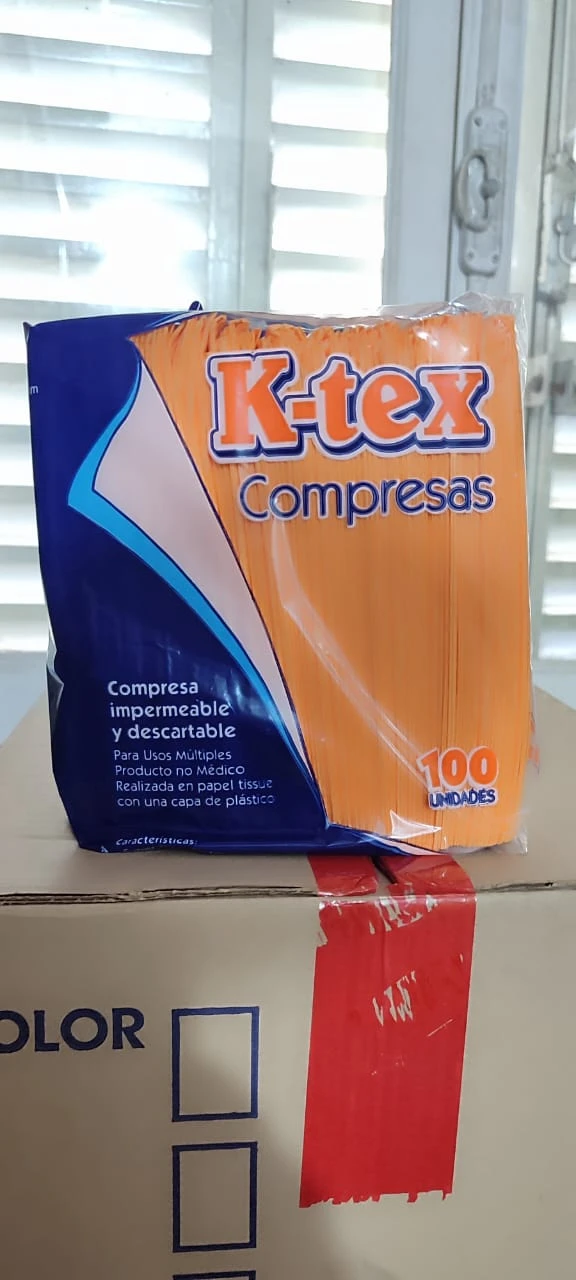 m
K-tex
Compresas
Compresa
impermeable
y descartable
Para Usos Múltiples
Producto no Médico
Realizada en papel tissue
con una capa de plástico
Características:
100
UNIDADES
OLOR